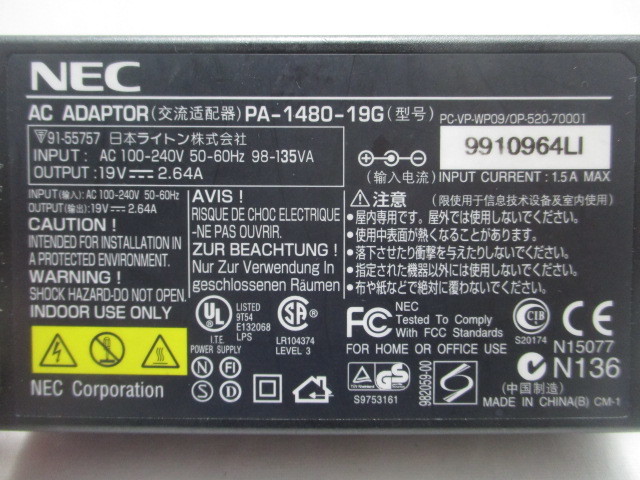 NEC
AC ADAPTOR(交流适配器) PA-1480-19G(型号) PC-VP-WP09/OP-520-70001
91-55757 日本ライトン株式会社
INPUT: AC 100-240V 50-60Hz 98-135VA
OUTPUT:19V⎓2.64A
9910964LI
(输入电流) INPUT CURRENT : 1.5 A MAX
INPUT(输入): AC 100-240V 50-60Hz
OUTPUT(输出):19V⎓2.64A
CAUTION !
INTENDED FOR INSTALLATION IN
A PROTECTED ENVIRONMENT.
WARNING !
SHOCK HAZARD-DO NOT OPEN.
INDOOR USE ONLY
AVIS !
RISQUE DE CHOC ELECTRIQUE
-NE PAS OUVRIR.
ZUR BEACHTUNG !
Nur Zur Verwendung In
geschlossenen Räumen
⚠注意 (限使用于信息技术设备及室内使用)
●屋内専用です。屋外では使用しないでください。
●使用中表面が熱くなることがあります。
●落下させたり衝撃を与えたりしないでください。
●指定された機器以外には使用しないでください。
●布や紙などで絶対に覆わないでください。
NEC Corporation
UL
LISTED
9T54
E132068
LPS
I.T.E.
POWER SUPPLY
N FI
S D
SA
LR104374
LEVEL 3
FC
NEC
Tested To Comply
With FCC Standards
FOR HOME OR OFFICE USE
CIB
S20174
CE
N15077
N136
GS
S9753161
982059-00
(中国制造)
MADE IN CHINA(B) CM-1